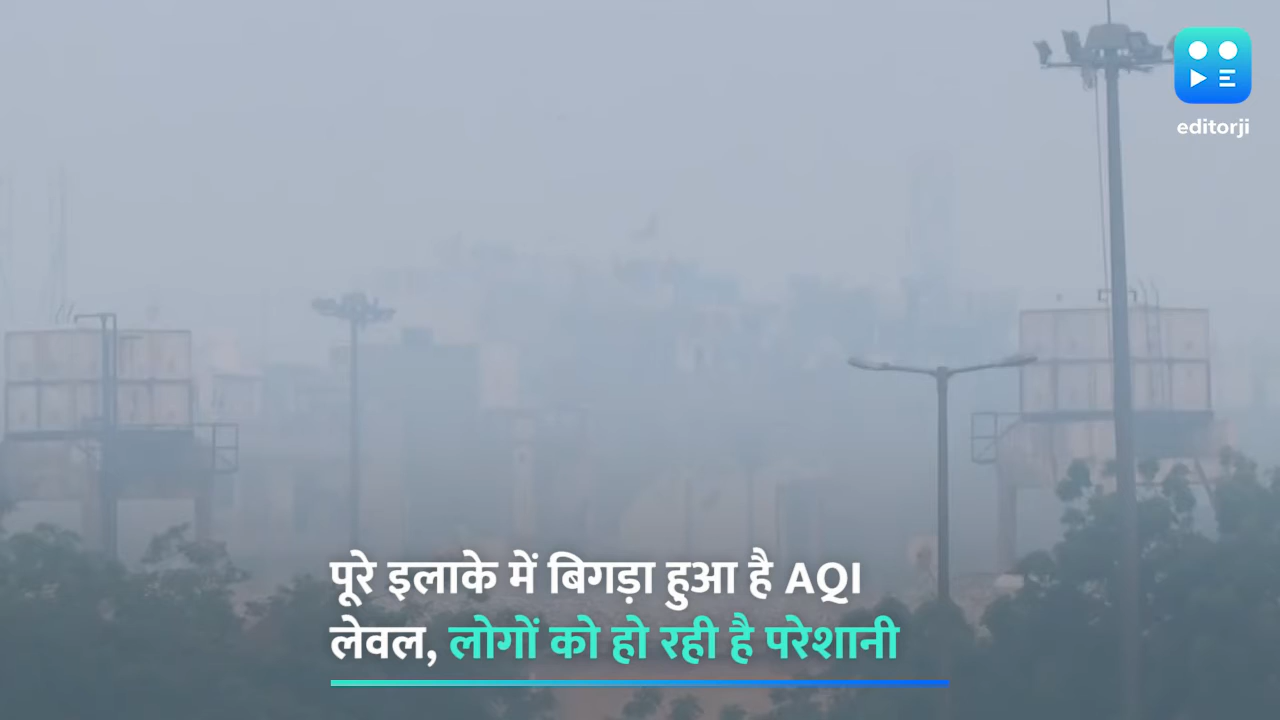 editorji
पूरे इलाके में बिगड़ा हुआ है AQI
लेवल, लोगों को हो रही है परेशानी